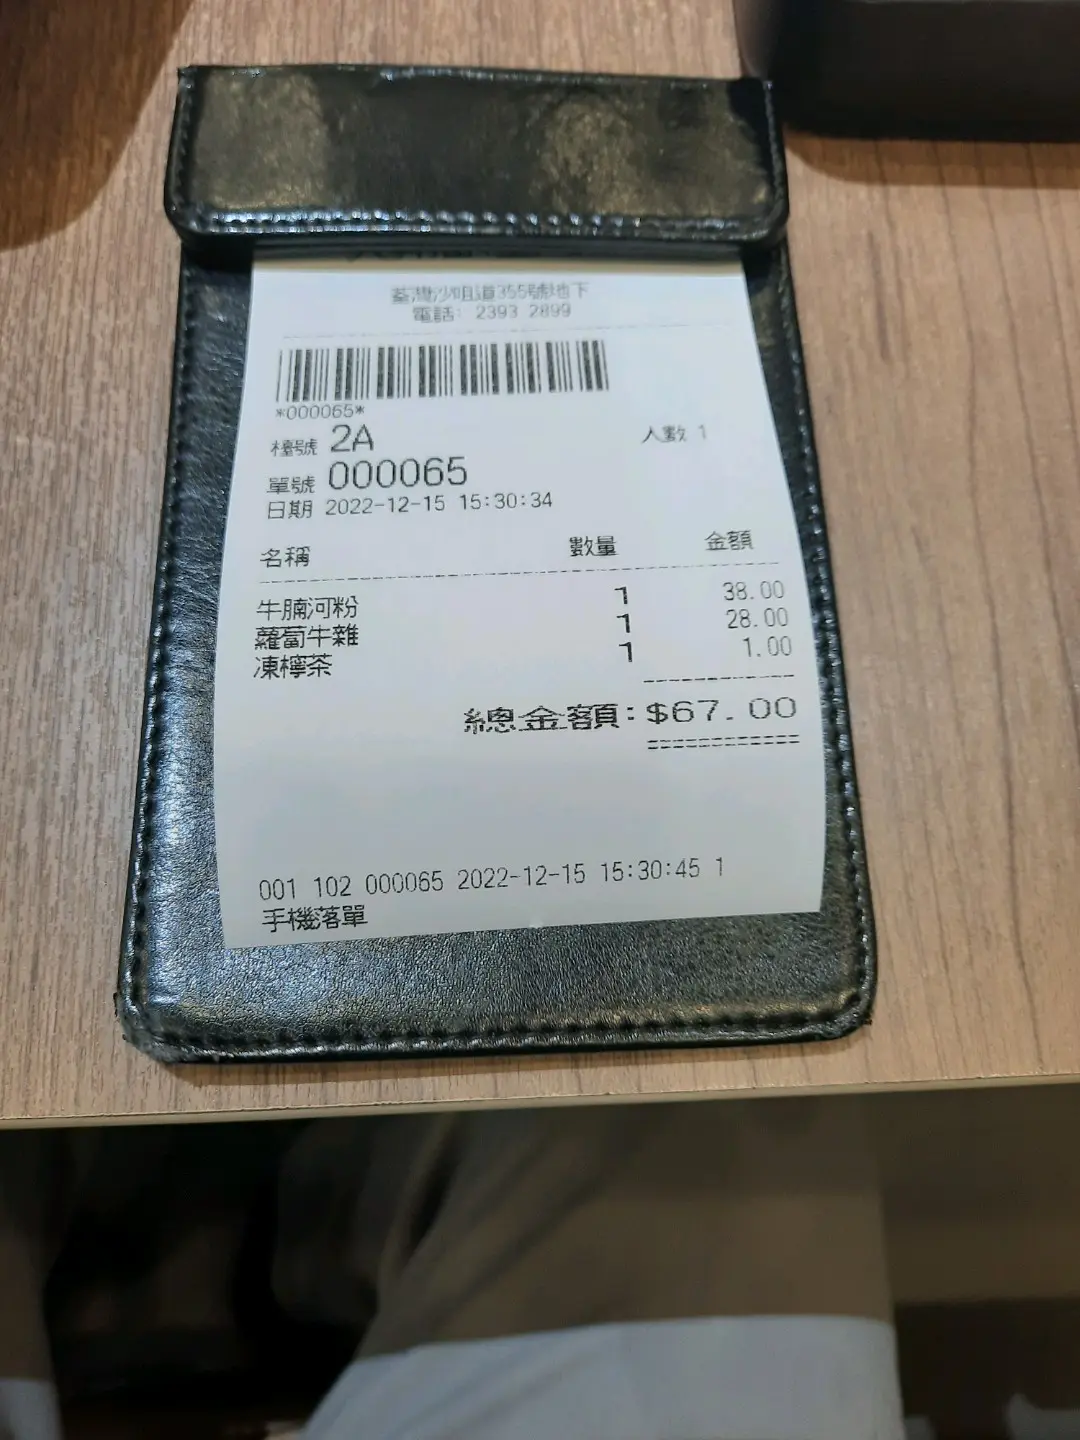 荃灣沙咀道355號地下
電話: 2393 2899
*000065*
檯號 2A 人數 1
單號 000065
日期 2022-12-15 15:30:34
名稱 數量 金額
牛腩河粉 1 38.00
蘿蔔牛雜 1 28.00
凍檸茶 1 1.00
總金額:$67.00
001 102 000065 2022-12-15 15:30:45 1
手機落單